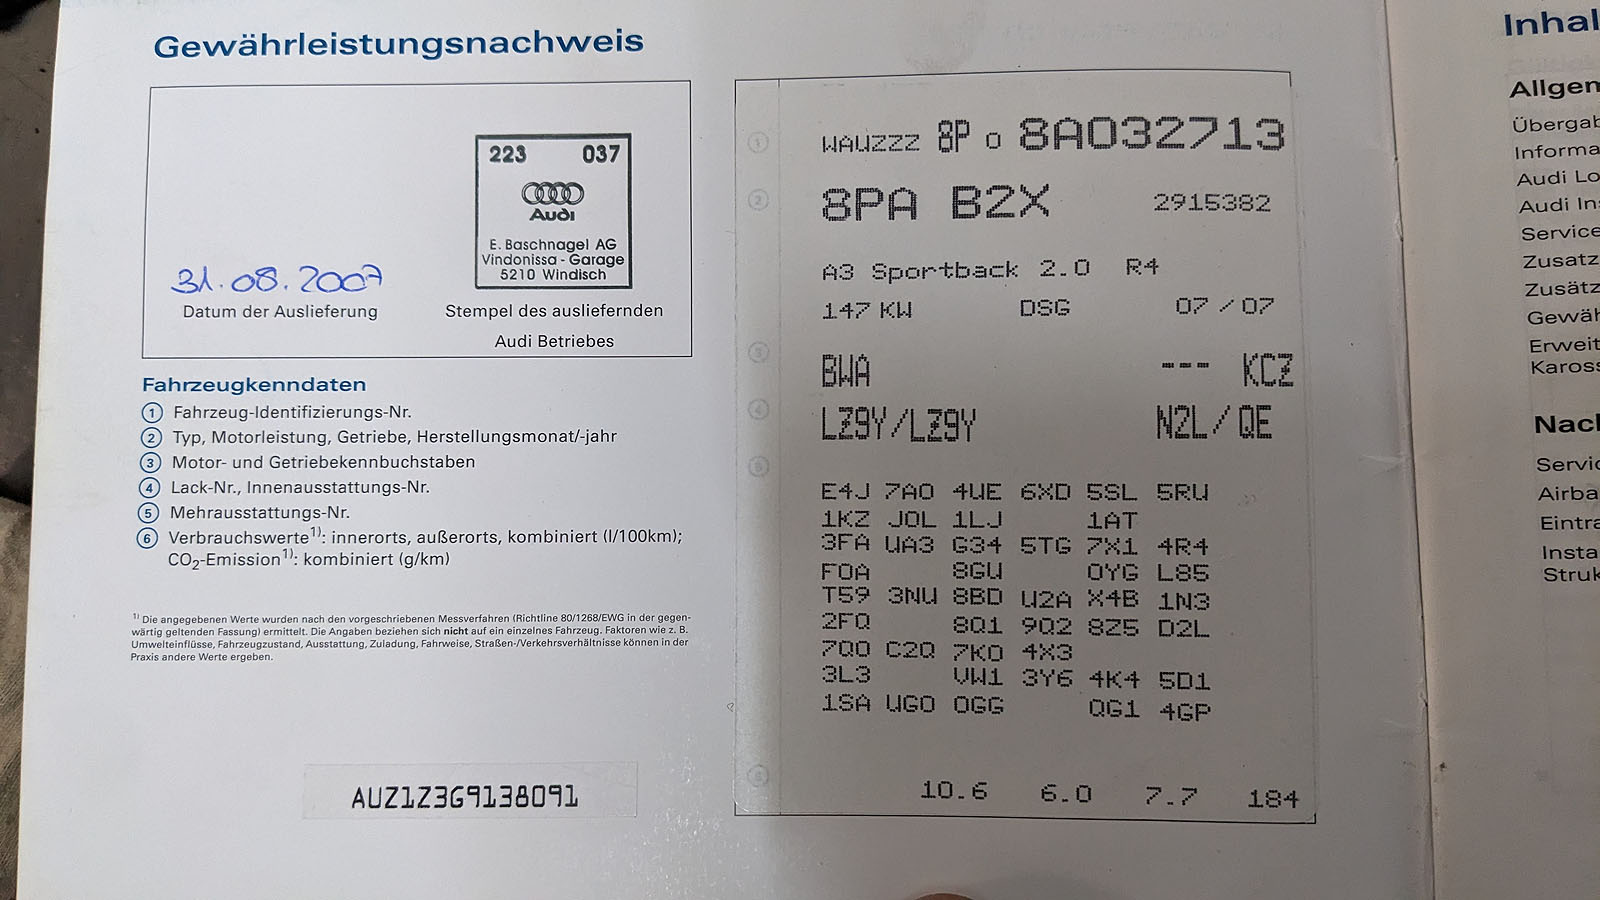 Gewährleistungsnachweis
223 037
Audi
E. Baschnagel AG
Vindonissa - Garage
5210 Windisch
31.08.2007
Datum der Auslieferung
Stempel des ausliefernden
Audi Betriebes
Fahrzeugkenndaten
1 Fahrzeug-Identifizierungs-Nr.
2 Typ, Motorleistung, Getriebe, Herstellungsmonat/-jahr
3 Motor- und Getriebekennbuchstaben
4 Lack-Nr., Innenausstattungs-Nr.
5 Mehrausstattungs-Nr.
6 Verbrauchswerte1): innerorts, außerorts, kombiniert (l/100km);
CO2-Emission1): kombiniert (g/km)
1) Die angegebenen Werte wurden nach den vorgeschriebenen Messverfahren (Richtline 80/1268/EWG in der gegen-
wärtig geltenden Fassung) ermittelt. Die Angaben beziehen sich nicht auf ein einzelnes Fahrzeug. Faktoren wie z. B.
Umwelteinflüsse, Fahrzeugzustand, Ausstattung, Zuladung, Fahrweise, Straßen-/Verkehrsverhältnisse können in der
Praxis andere Werte ergeben.
AUZ1Z3G9138091
1 WAUZZZ 8P 0 8A032713
2 8PA B2X 2915382
A3 Sportback 2.0 R4
147 KW DSG 07 / 07
3 BWA --- KCZ
4 LZ9Y/LZ9Y N2L/QE
5
E4J 7A0 4UE 6XD 5SL 5RU
1KZ J0L 1LJ 1AT
3FA UA3 G34 5TG 7X1 4R4
F0A 8GU 0YG L85
T59 3NU 8BD U2A X4B 1N3
2FQ 8Q1 9Q2 8Z5 D2L
7Q0 C2Q 7K0 4X3
3L3 VW1 3Y6 4K4 5D1
1SA UG0 0GG QG1 4GP
6 10.6 6.0 7.7 184
Inhal
Allgem
Übergab
Informa
Audi Lo
Audi In
Service
Zusatz
Zusätz
Gewäh
Erweit
Kaross
Nach
Servic
Airba
Eintra
Insta
Struk